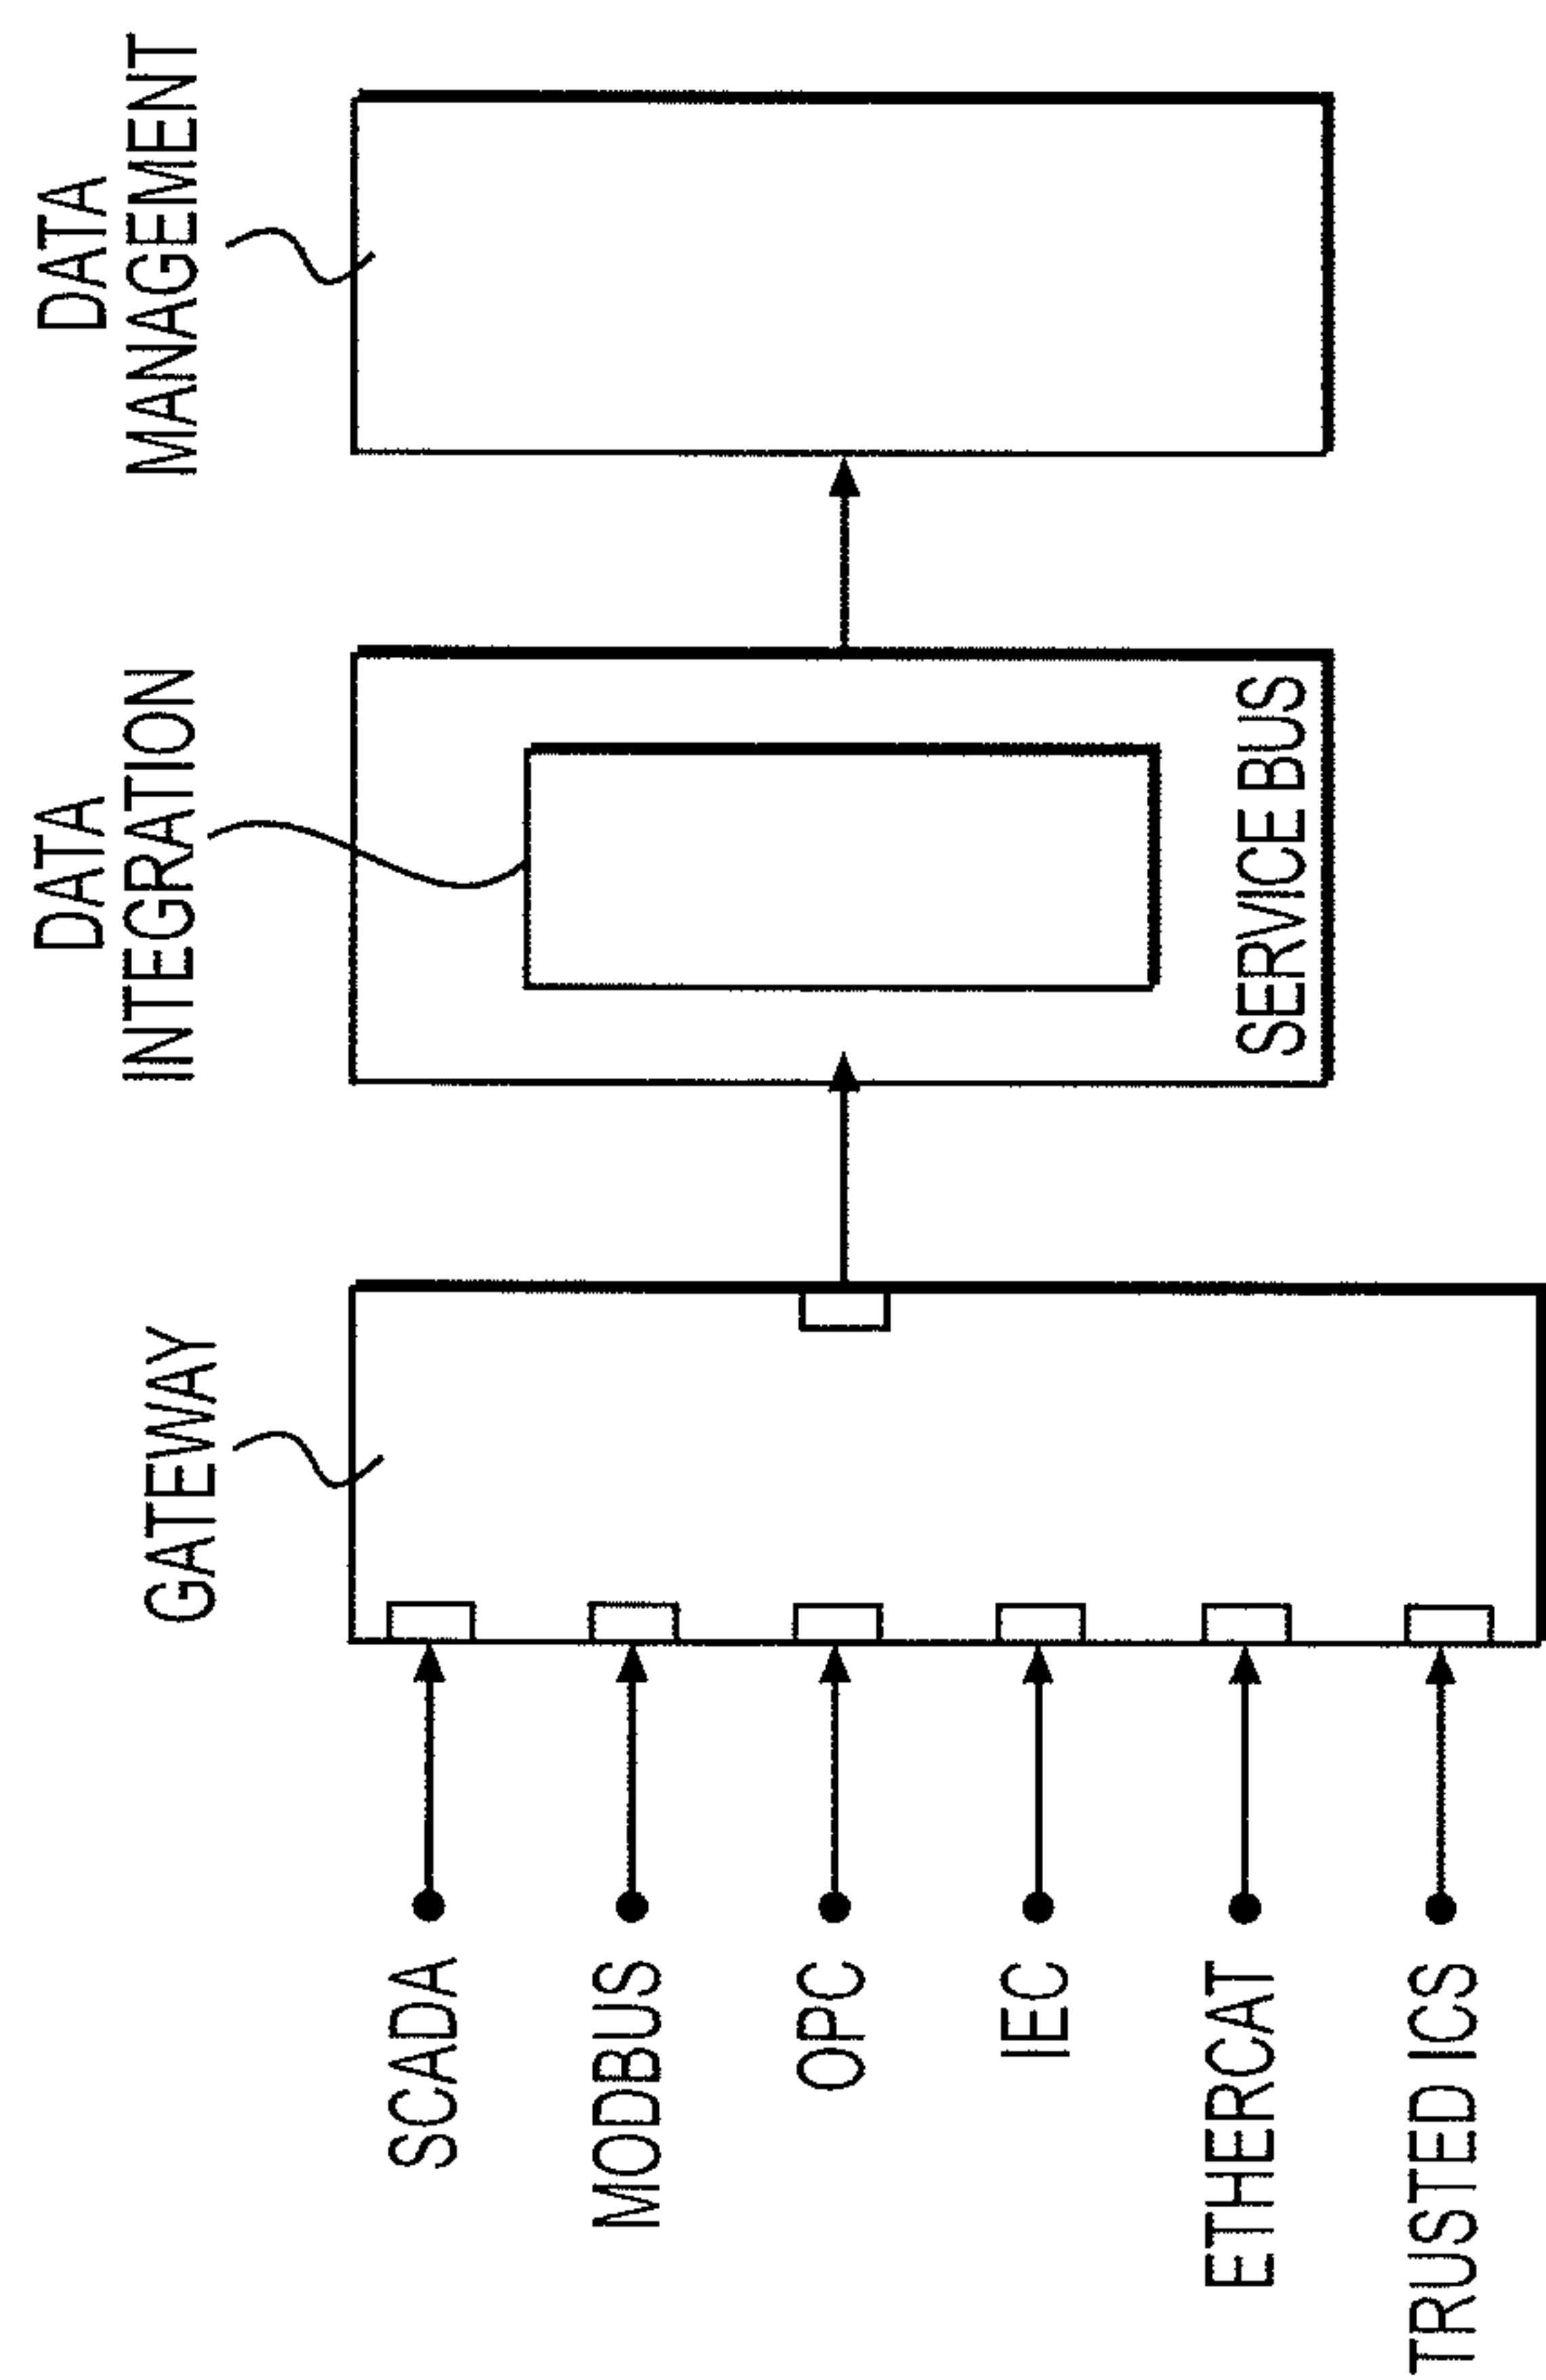 GATEWAY
DATA
INTEGRATION
DATA
MANAGEMENT
SCADA
MODBUS
OPC
IEC
ETHERCAT
TRUSTED ICS
SERVICE BUS